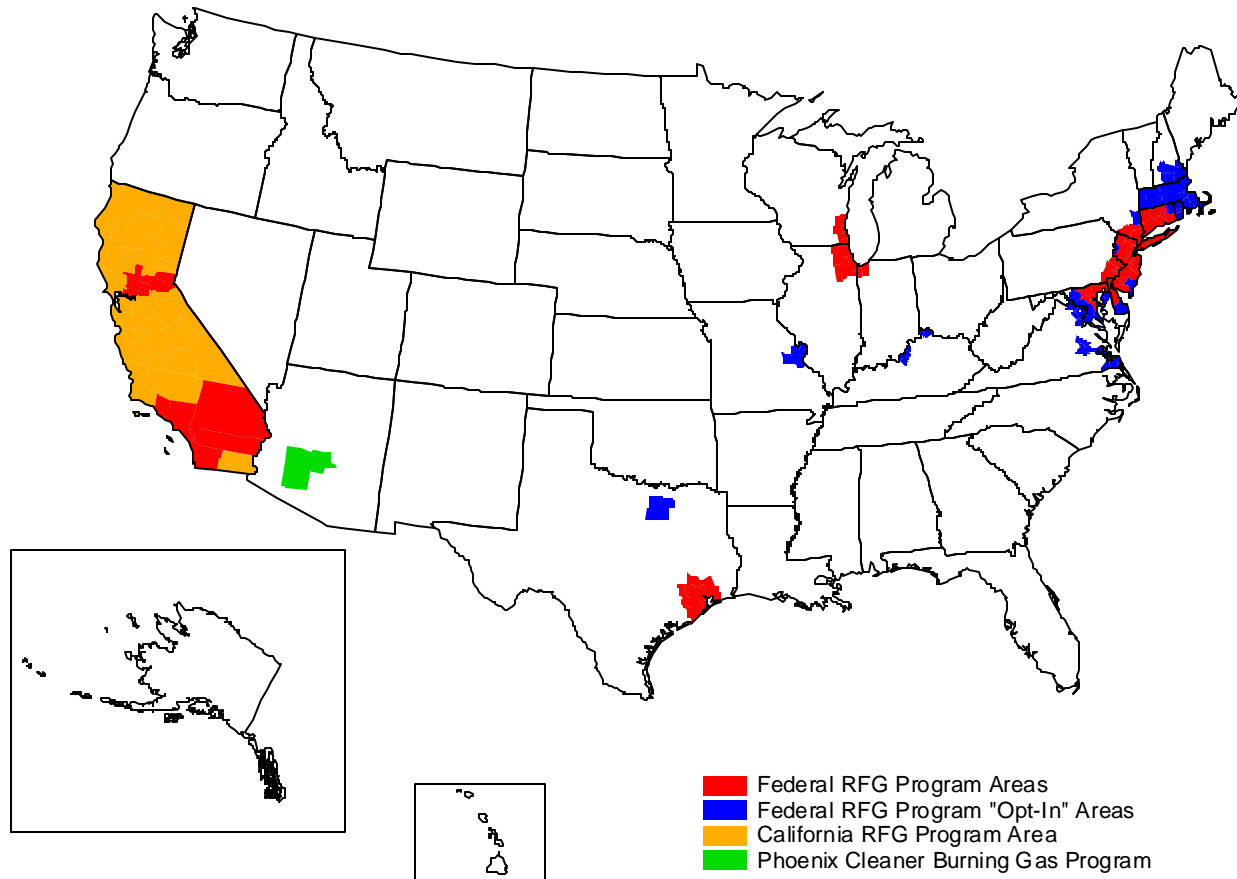 Federal RFG Program Areas
Federal RFG Program "Opt-In" Areas
California RFG Program Area
Phoenix Cleaner Burning Gas Program